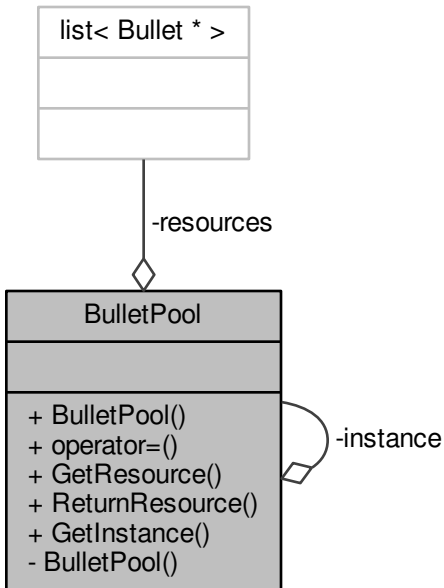 list< Bullet * >
-resources
BulletPool
+ BulletPool()
+ operator=()
+ GetResource()
+ ReturnResource()
+ GetInstance()
- BulletPool()
-instance